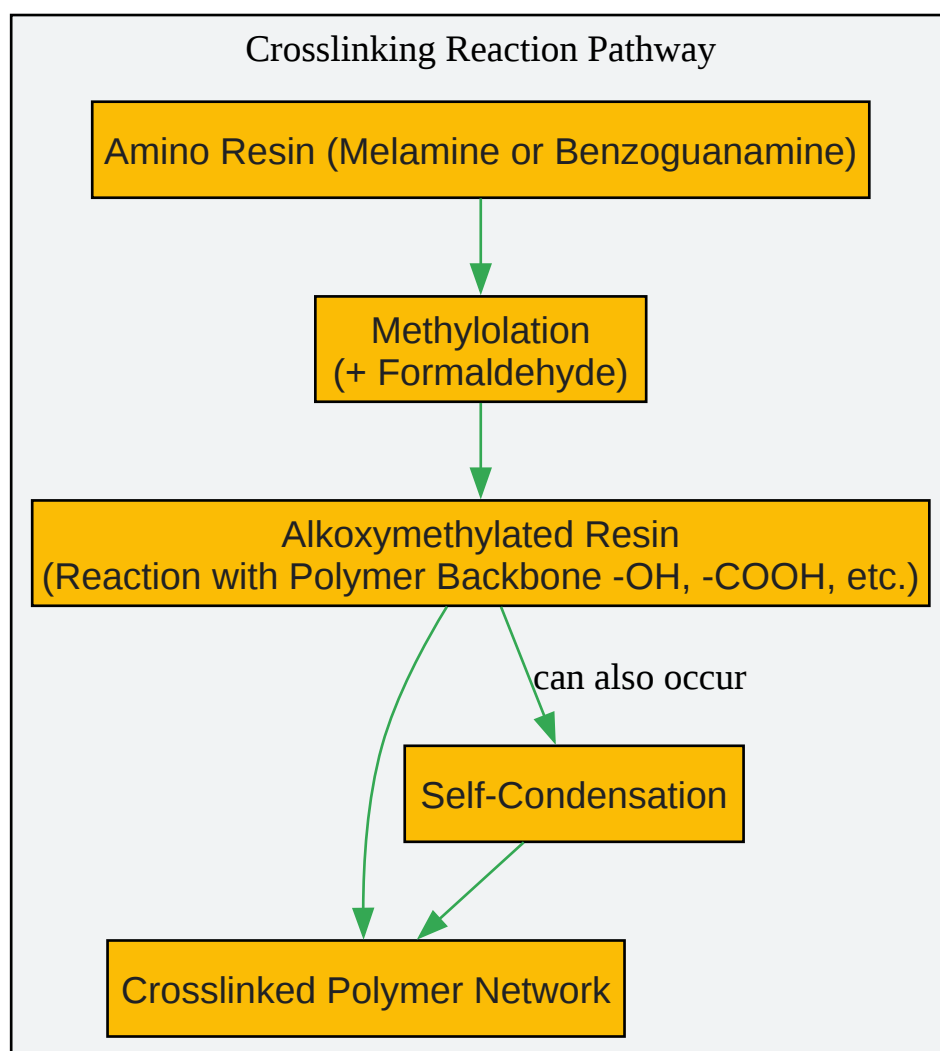 Crosslinking Reaction Pathway
Amino Resin (Melamine or Benzoguanamine)
Methylolation
(+ Formaldehyde)
Alkoxymethylated Resin
(Reaction with Polymer Backbone -OH, -COOH, etc.)
can also occur
Self-Condensation
Crosslinked Polymer Network